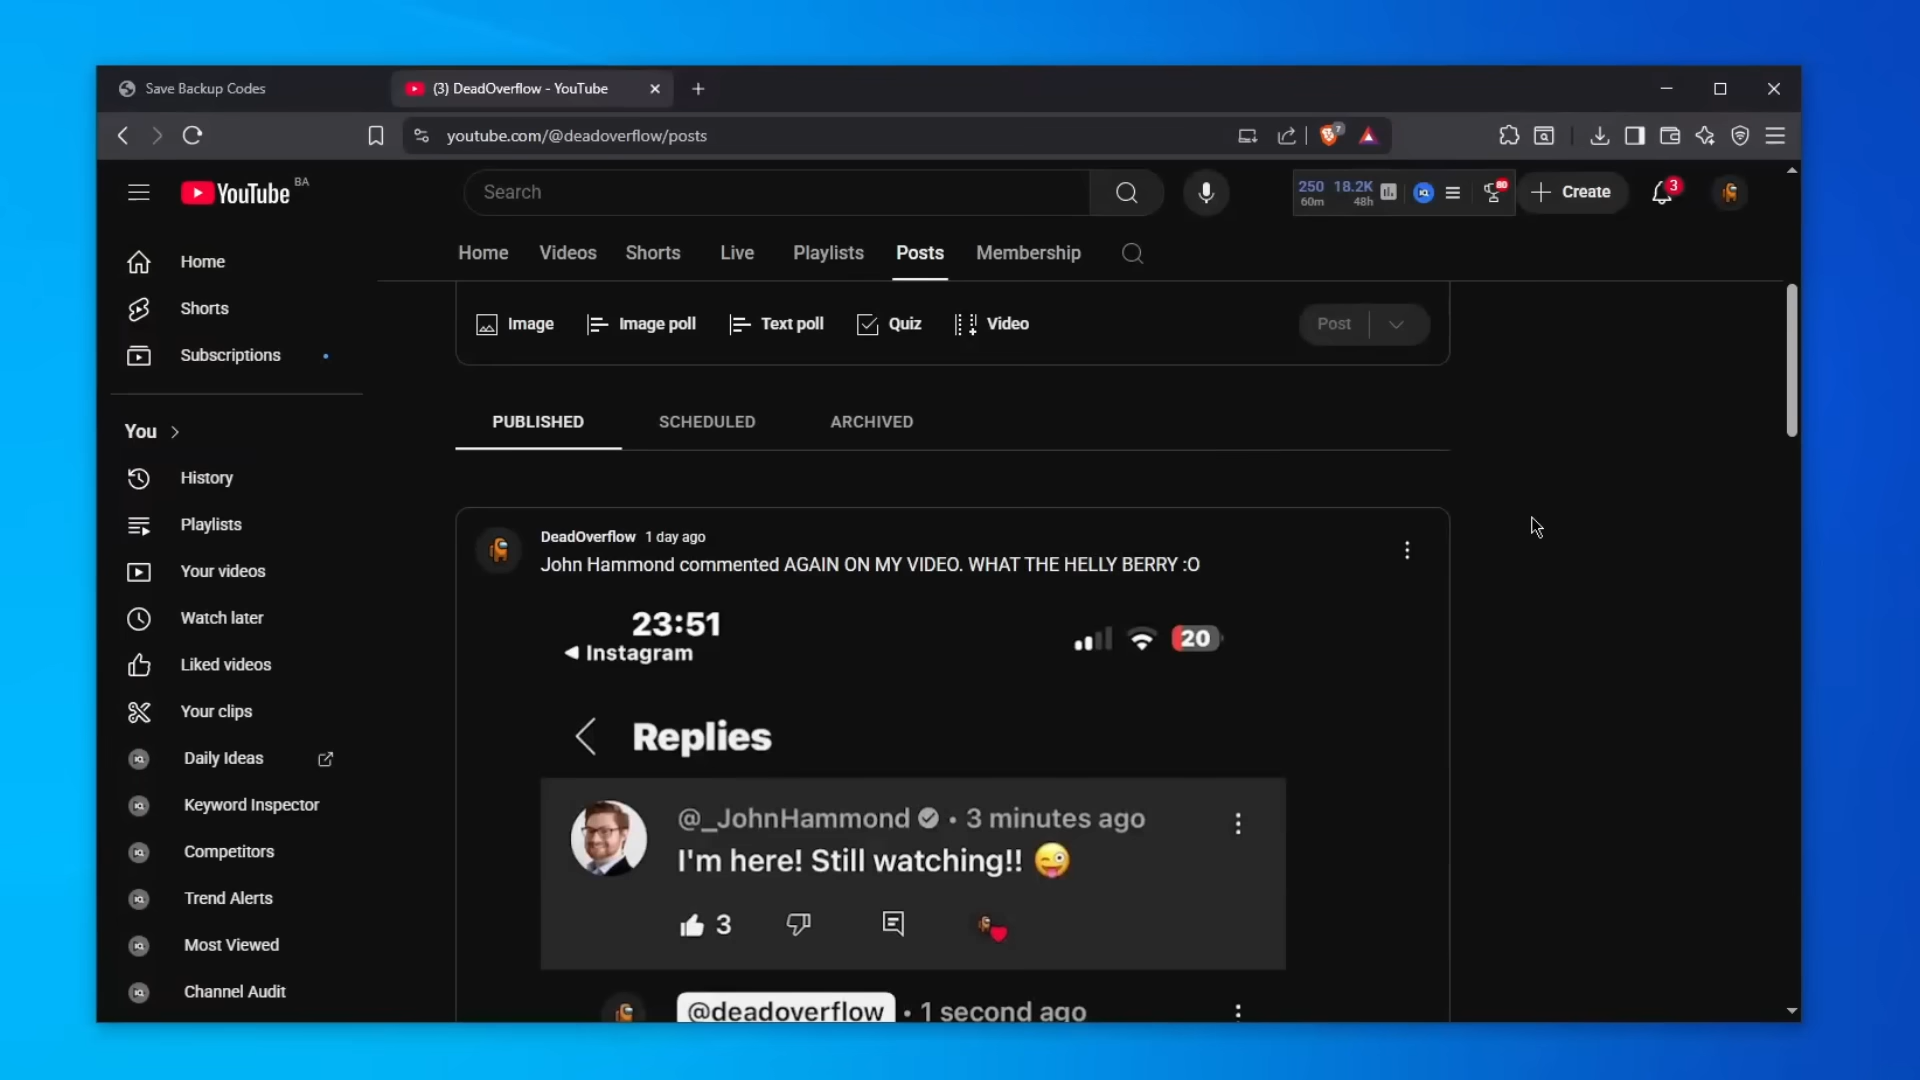 Save Backup Codes
(3) DeadOverflow - YouTube
youtube.com/@deadoverflow/posts
7
YouTube BA
Search
250 18.2K
60m 48h
80
Create
3
Home Videos Shorts Live Playlists Posts Membership
Home
Shorts
Subscriptions
You
History
Playlists
Your videos
Watch later
Liked videos
Your clips
Daily Ideas
Keyword Inspector
Competitors
Trend Alerts
Most Viewed
Channel Audit
Image Image poll Text poll Quiz Video Post
PUBLISHED SCHEDULED ARCHIVED
DeadOverflow 1 day ago
John Hammond commented AGAIN ON MY VIDEO. WHAT THE HELLY BERRY :O
23:51
20
Instagram
Replies
@_JohnHammond • 3 minutes ago
I'm here! Still watching!! 😜
3
@deadoverflow • 1 second ago